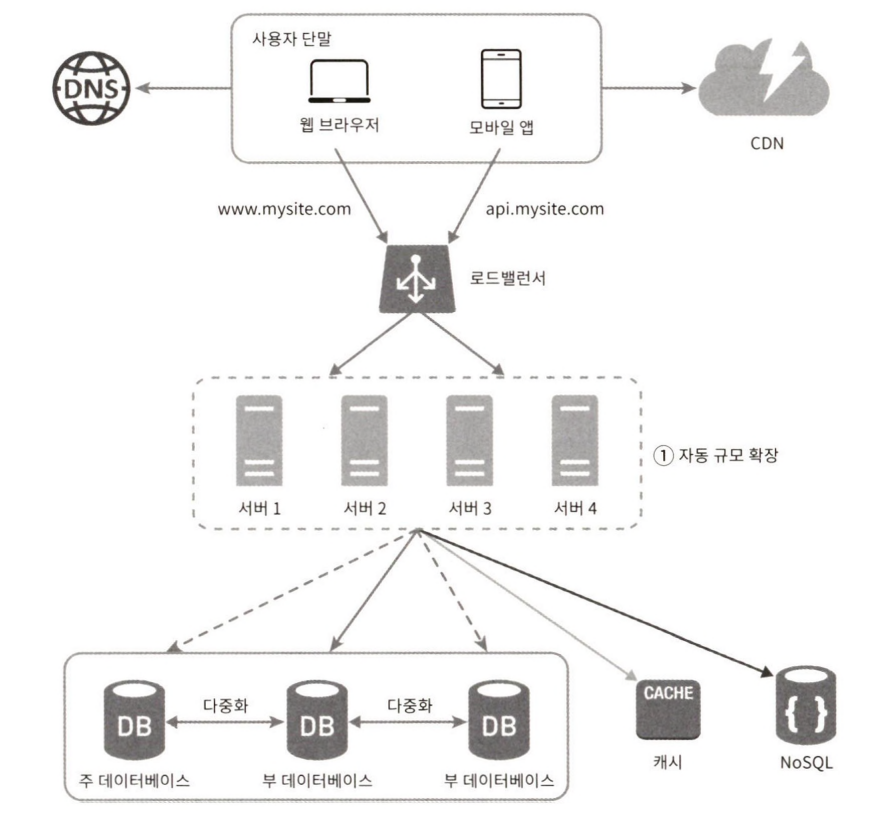 사용자 단말
DNS
웹 브라우저
모바일 앱
CDN
www.mysite.com
api.mysite.com
로드밸런서
① 자동 규모 확장
서버 1
서버 2
서버 3
서버 4
다중화
다중화
DB
DB
DB
주 데이터베이스
부 데이터베이스
부 데이터베이스
CACHE
캐시
{ }
NoSQL